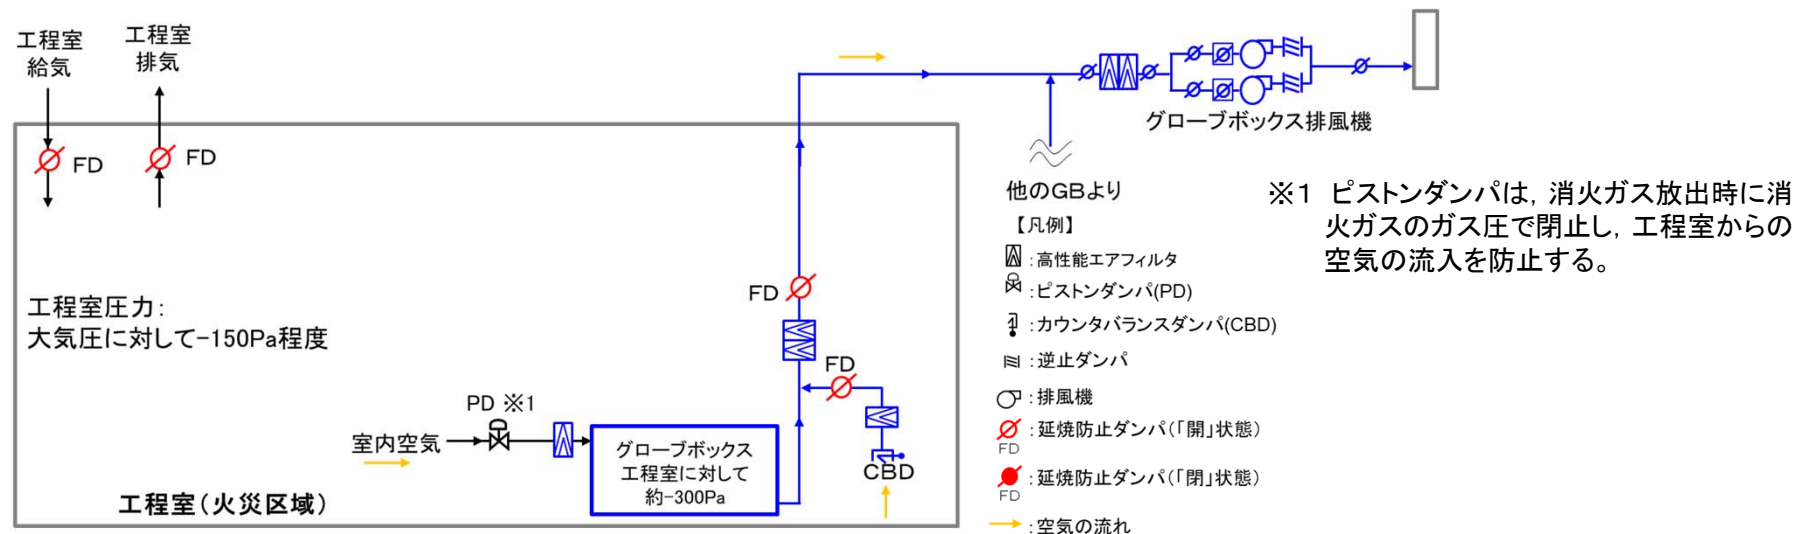 工程室
給気
工程室
排気
FD
FD
工程室圧力：
大気圧に対して-150Pa程度
FD
FD
PD ※1
室内空気
グローブボックス
工程室に対して
約-300Pa
CBD
工程室（火災区域）
グローブボックス排風機
他のGBより
【凡例】
：高性能エアフィルタ
：ピストンダンパ(PD)
：カウンタバランスダンパ(CBD)
：逆止ダンパ
：排風機
：延焼防止ダンパ（「開」状態）
FD
：延焼防止ダンパ（「閉」状態）
FD
：空気の流れ
※１ ピストンダンパは，消火ガス放出時に消
火ガスのガス圧で閉止し，工程室からの
空気の流入を防止する。